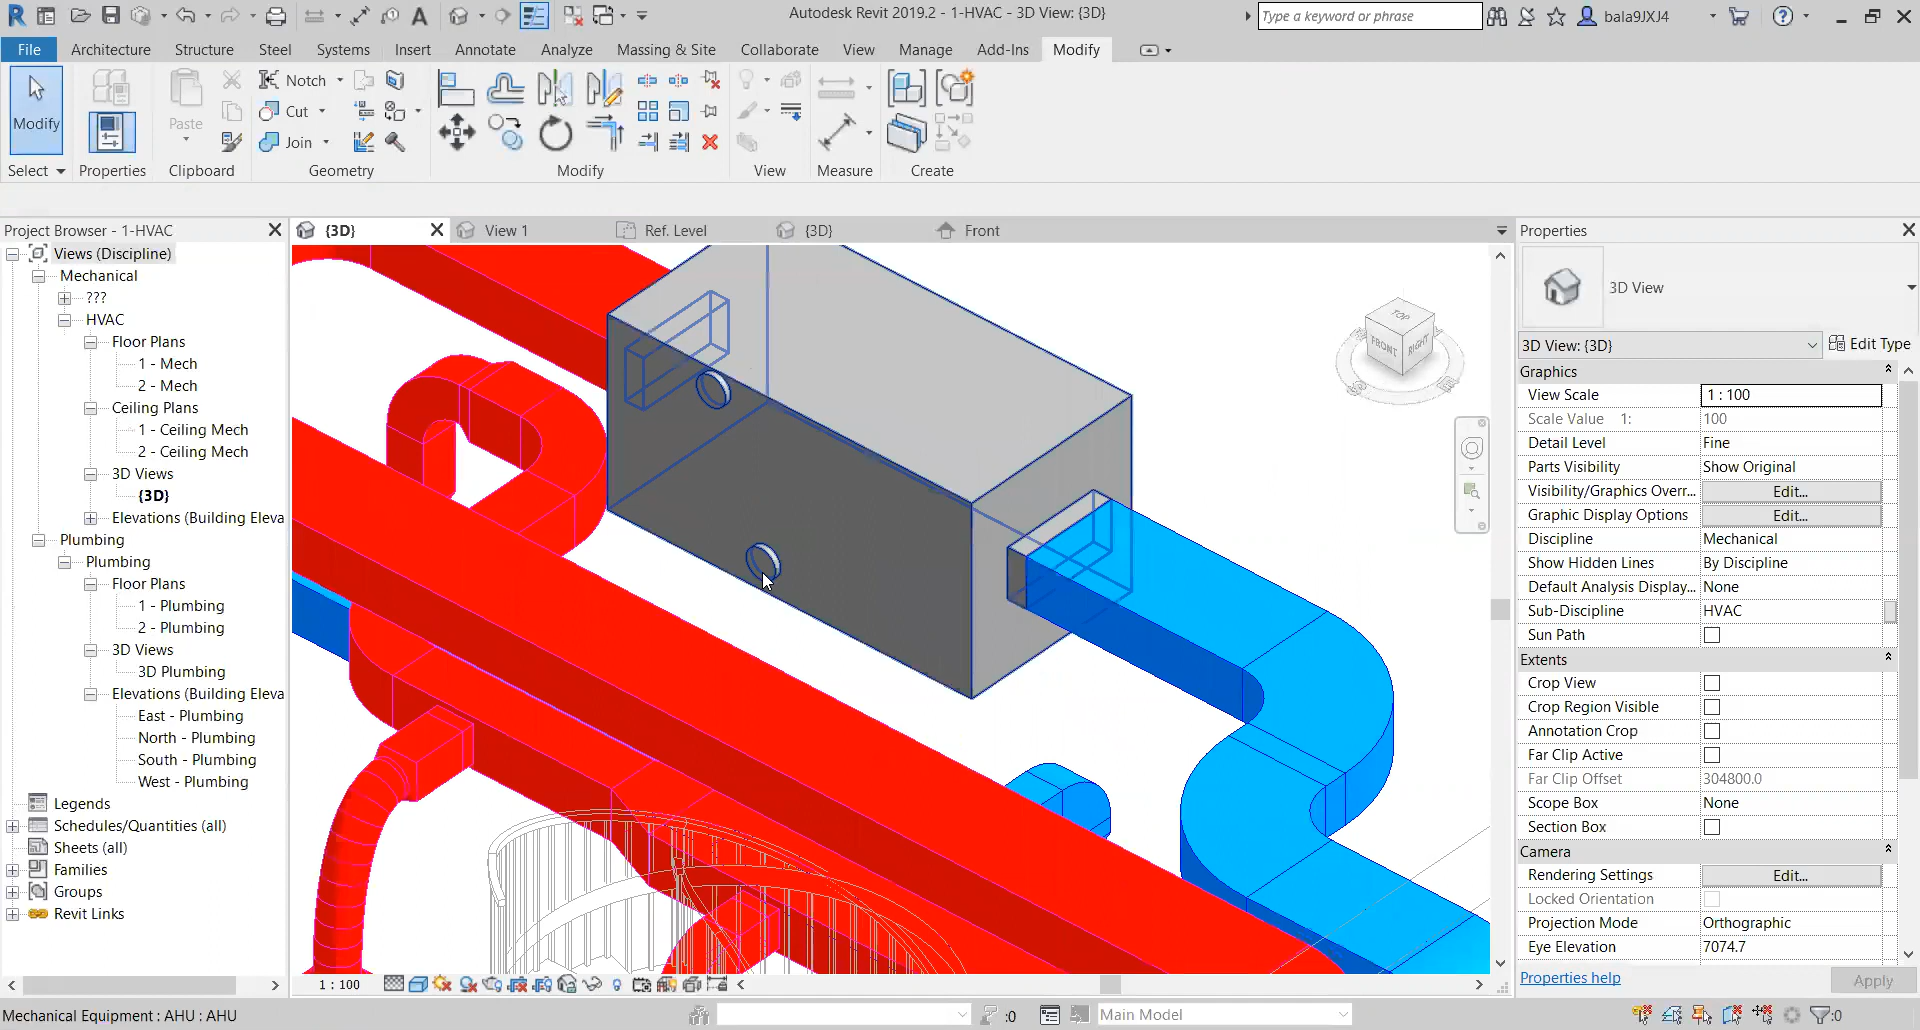 Autodesk Revit 2019.2 - 1-HVAC - 3D View: {3D}
Type a keyword or phrase
bala9JXJ4
File
Architecture
Structure
Steel
Systems
Insert
Annotate
Analyze
Massing & Site
Collaborate
View
Manage
Add-Ins
Modify
Modify
Paste
Notch
Cut
Join
Select
Properties
Clipboard
Geometry
Modify
View
Measure
Create
Project Browser - 1-HVAC
Views (Discipline)
Mechanical
???
HVAC
Floor Plans
1 - Mech
2 - Mech
Ceiling Plans
1 - Ceiling Mech
2 - Ceiling Mech
3D Views
{3D}
Elevations (Building Eleva
Plumbing
Plumbing
Floor Plans
1 - Plumbing
2 - Plumbing
3D Views
3D Plumbing
Elevations (Building Eleva
East - Plumbing
North - Plumbing
South - Plumbing
West - Plumbing
Legends
Schedules/Quantities (all)
Sheets (all)
Families
Groups
Revit Links
{3D}
View 1
Ref. Level
{3D}
Front
TOP
FRONT
RIGHT
1 : 100
Properties
3D View
3D View: {3D}
Edit Type
Graphics
View Scale 1 : 100
Scale Value 1: 100
Detail Level Fine
Parts Visibility Show Original
Visibility/Graphics Overr... Edit...
Graphic Display Options Edit...
Discipline Mechanical
Show Hidden Lines By Discipline
Default Analysis Display... None
Sub-Discipline HVAC
Sun Path
Extents
Crop View
Crop Region Visible
Annotation Crop
Far Clip Active
Far Clip Offset 304800.0
Scope Box None
Section Box
Camera
Rendering Settings Edit...
Locked Orientation
Projection Mode Orthographic
Eye Elevation 7074.7
Properties help
Apply
Mechanical Equipment : AHU : AHU
:0
Main Model
:0